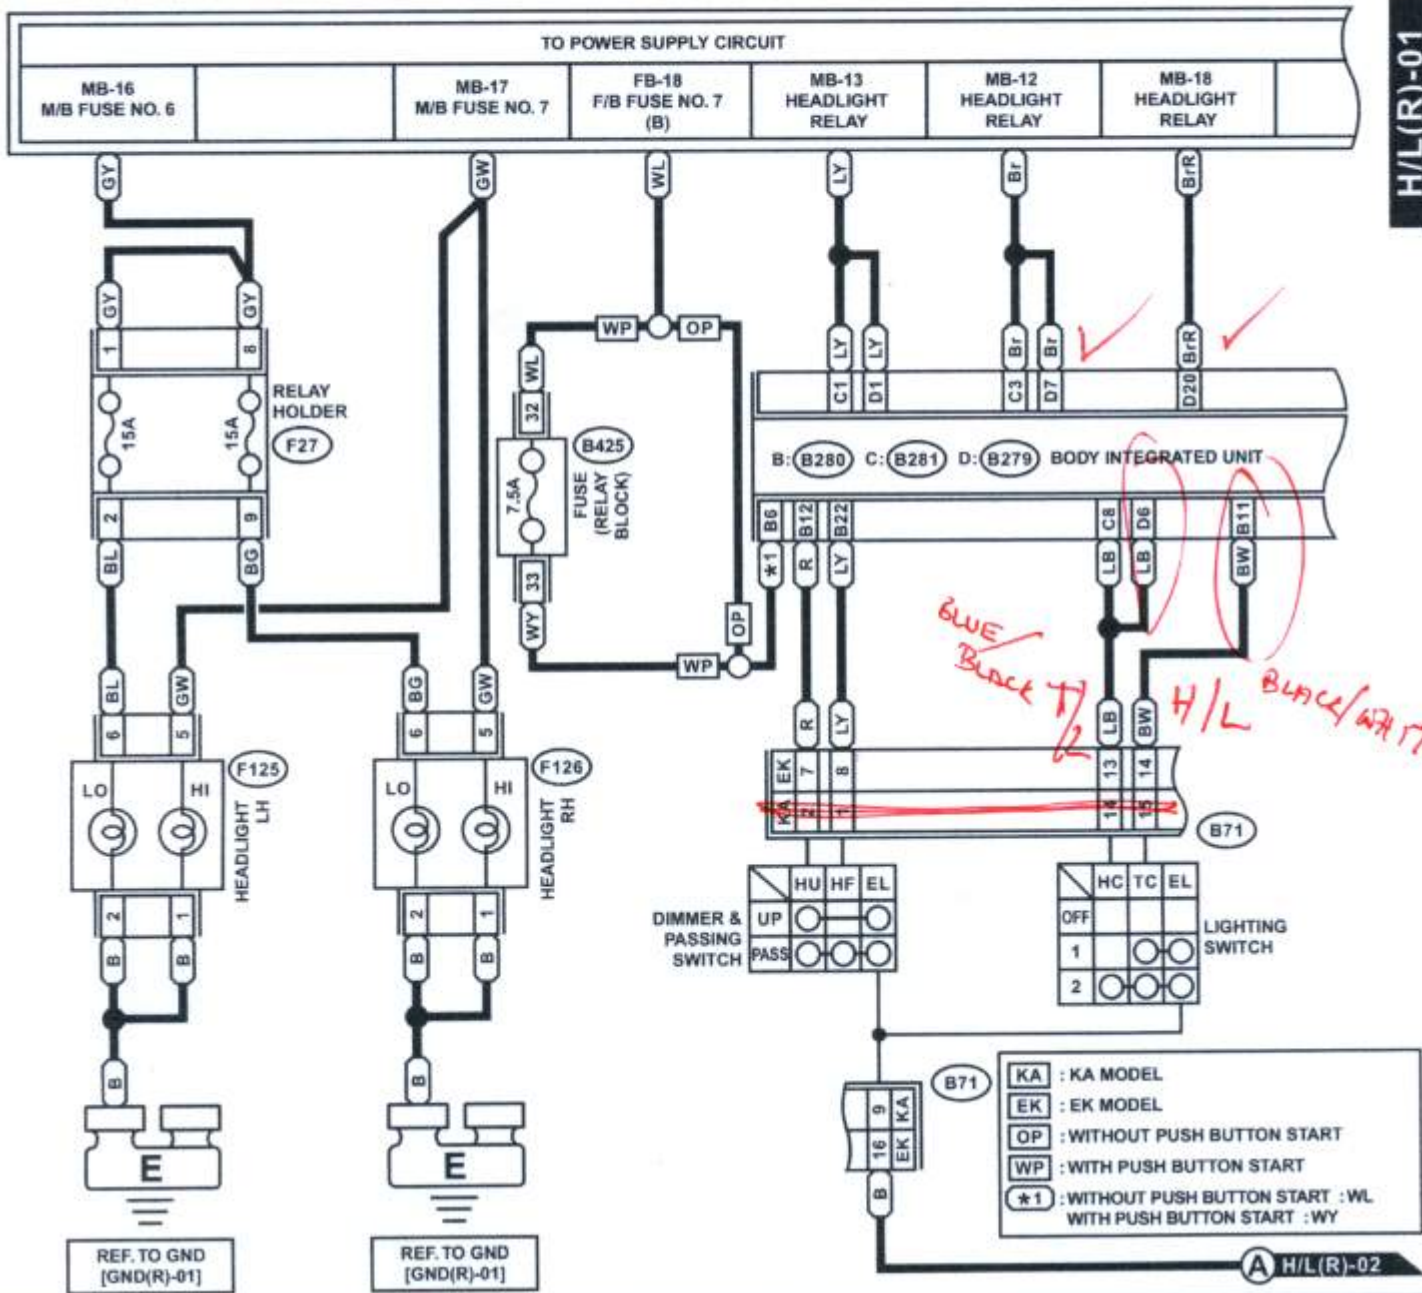 H/L(R)-01
TO POWER SUPPLY CIRCUIT
MB-16
M/B FUSE NO. 6
MB-17
M/B FUSE NO. 7
FB-18
F/B FUSE NO. 7
(B)
MB-13
HEADLIGHT
RELAY
MB-12
HEADLIGHT
RELAY
MB-18
HEADLIGHT
RELAY
GY
GW
WL
LY
Br
BrR
GY
GY
1
8
15A
15A
RELAY
HOLDER
F27
2
9
BL
BG
WP
OP
WL
32
B425
7.5A
FUSE
(RELAY
BLOCK)
33
WY
OP
WP
LY
LY
Br
Br
BrR
C1
D1
C3
D7
D20
B: B280 C: B281 D: B279 BODY INTEGRATED UNIT
B6
B12
B22
C8
D6
B11
*1
R
LY
LB
LB
BW
BLUE
BLACK
H/L
R
LY
LB
BW
EK
7
8
13
14
KA
2
1
14
15
B71
BL
GW
BG
GW
6
5
6
5
F125
F126
LO
HI
LO
HI
HEADLIGHT
LH
HEADLIGHT
RH
2
1
2
1
B
B
B
B
B
B
E
E
REF. TO GND
[GND(R)-01]
REF. TO GND
[GND(R)-01]
DIMMER &
PASSING
SWITCH
HU HF EL
UP
PASS
HC TC EL
OFF
1
2
LIGHTING
SWITCH
B71
9 KA
16 EK
B
KA : KA MODEL
EK : EK MODEL
OP : WITHOUT PUSH BUTTON START
WP : WITH PUSH BUTTON START
*1 : WITHOUT PUSH BUTTON START : WL
WITH PUSH BUTTON START : WY
A H/L(R)-02